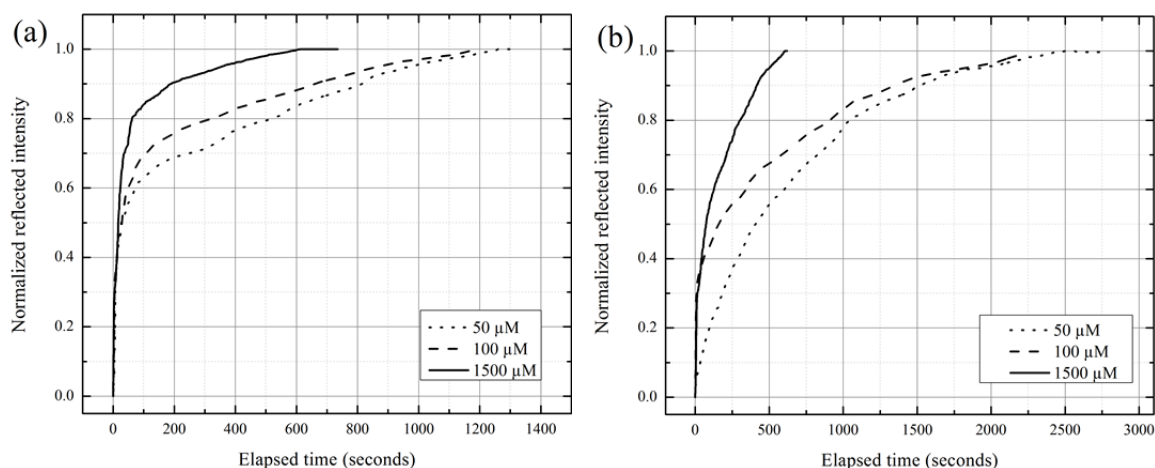 (a)
Normalized reflected intensity
1.0
0.8
0.6
0.4
0.2
0.0
50 µM
100 µM
1500 µM
0 200 400 600 800 1000 1200 1400
Elapsed time (seconds)
(b)
Normalized reflected intensity
1.0
0.8
0.6
0.4
0.2
0.0
50 µM
100 µM
1500 µM
0 500 1000 1500 2000 2500 3000
Elapsed time (seconds)